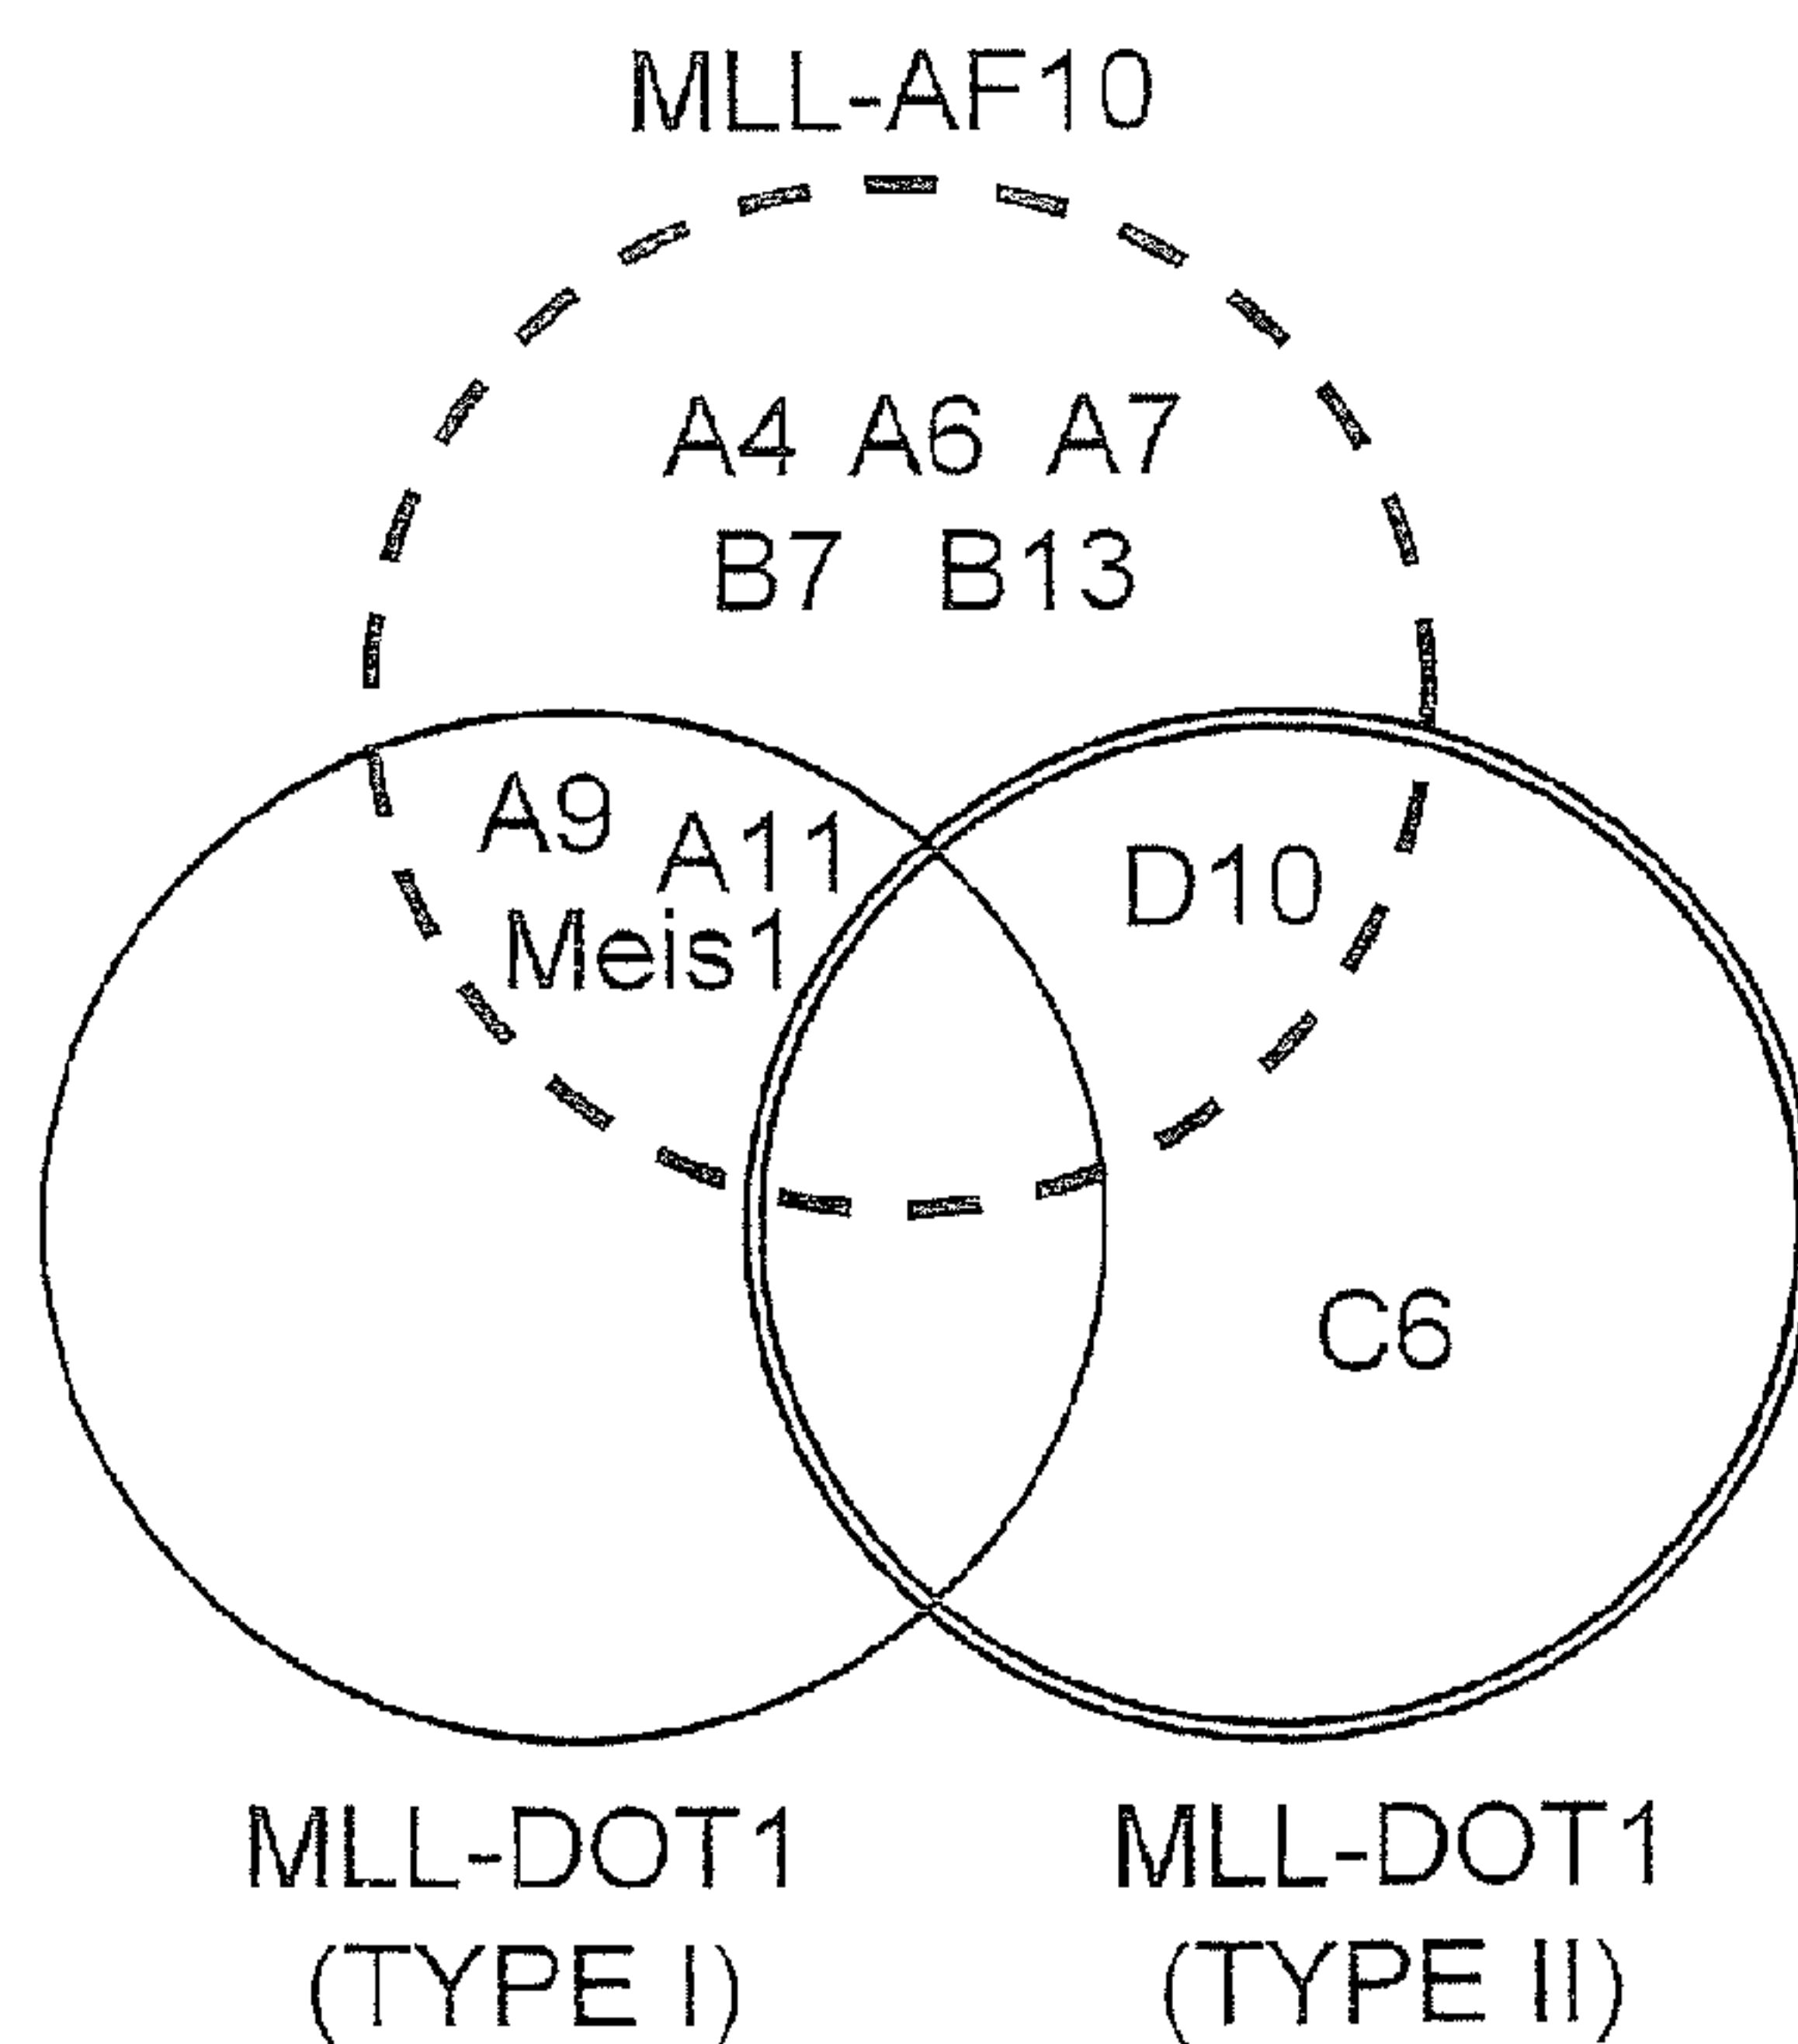 MLL-AF10
A4 A6 A7
B7 B13
A9 A11
Meis1
D10
C6
MLL-DOT1
(TYPE I)
MLL-DOT1
(TYPE II)